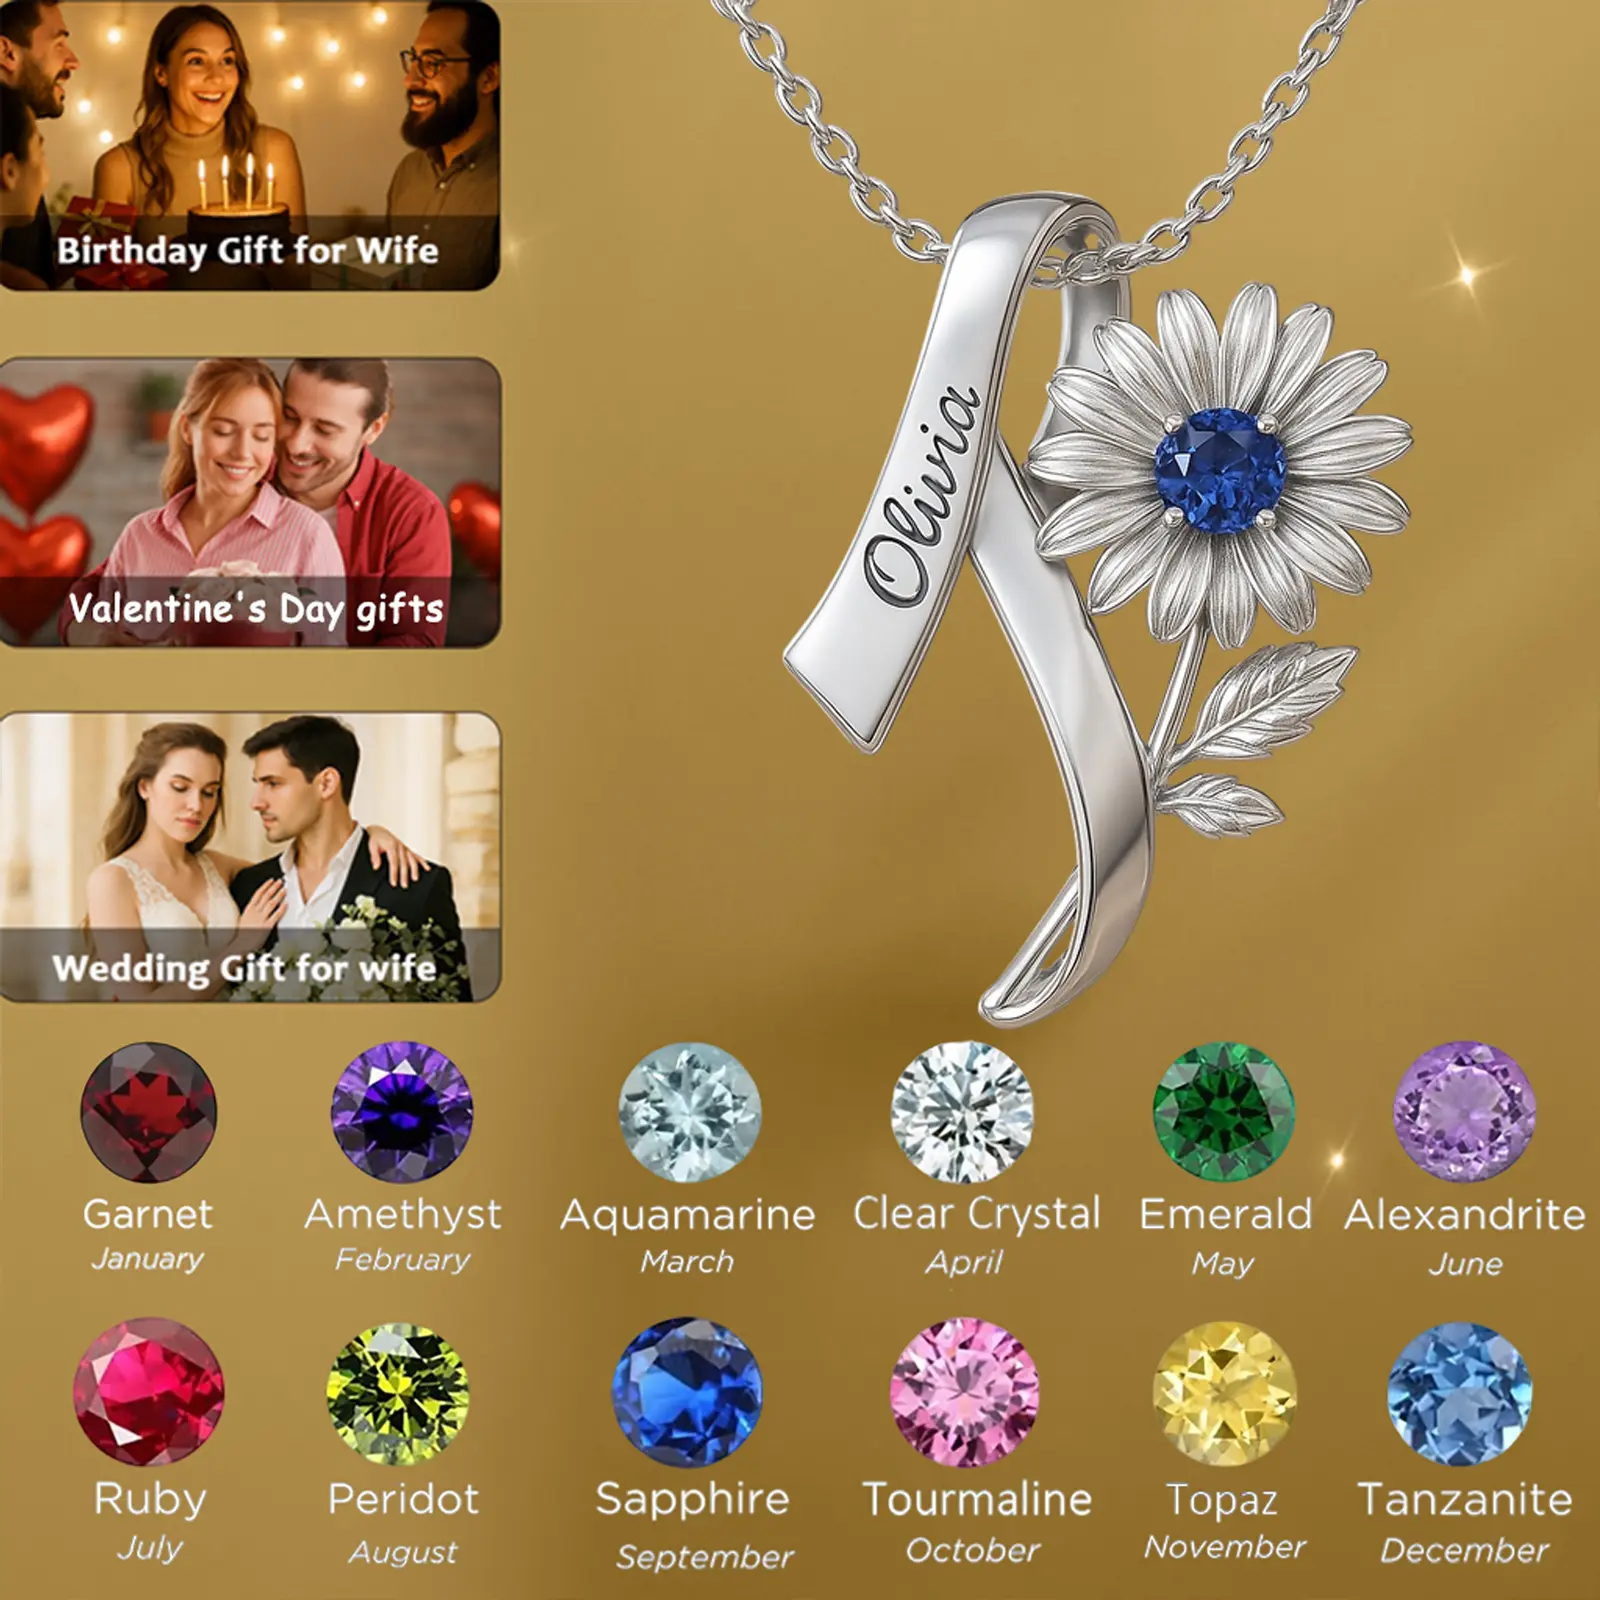 Birthday Gift for Wife
Valentine's Day gifts
Wedding Gift for wife
Olivia
Garnet
January
Amethyst
February
Aquamarine
March
Clear Crystal
April
Emerald
May
Alexandrite
June
Ruby
July
Peridot
August
Sapphire
September
Tourmaline
October
Topaz
November
Tanzanite
December